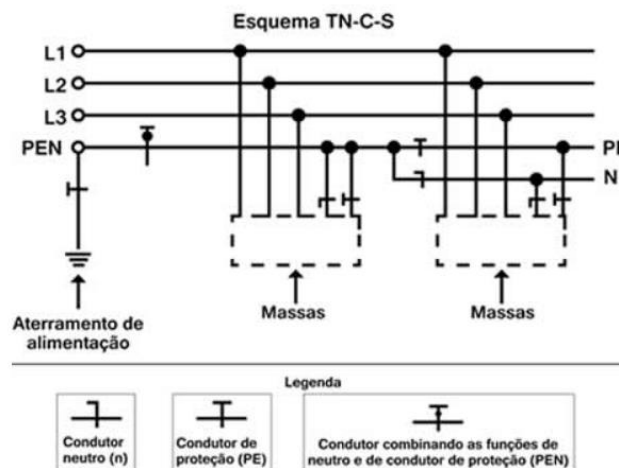 Esquema TN-C-S
L1
L2
L3
PEN
N
Massas
Massas
Aterramento de
alimentação
Legenda
Condutor
neutro (n)
Condutor de
proteção (PE)
Condutor combinando as funções de
neutro e de condutor de proteção (PEN)